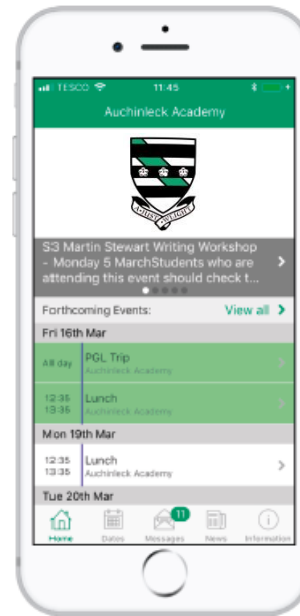 TESCO 11:45
Auchinleck Academy
S3 Martin Stewart Writing Workshop
- Monday 5 MarchStudents who are
attending this event should check t...
Forthcoming Events: View all
Fri 16th Mar
All day PGL Trip
Auchinleck Academy
12:35 Lunch
13:35 Auchinleck Academy
Mon 19th Mar
12:35 Lunch
13:35 Auchinleck Academy
Tue 20th Mar
11
Home Dates Messages News Information